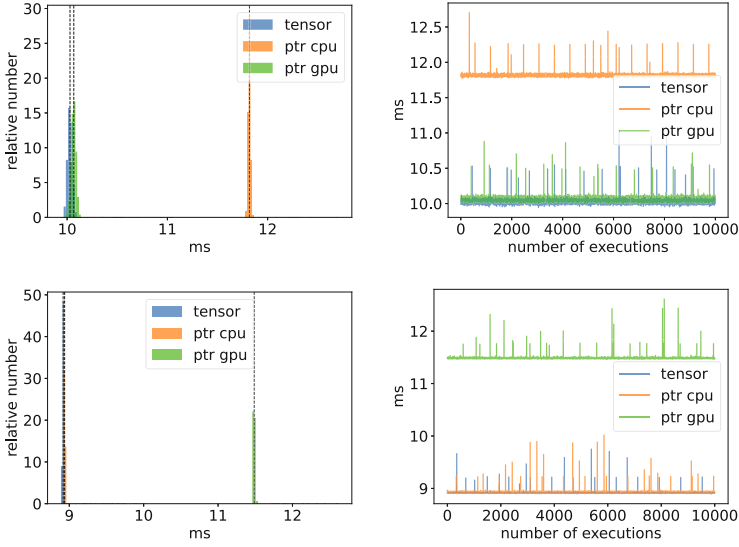 30
25
20
15
10
5
0
relative number
10
11
12
ms
tensor
ptr cpu
ptr gpu
12.5
12.0
11.5
11.0
10.5
10.0
ms
0
2000
4000
6000
8000
10000
number of executions
tensor
ptr cpu
ptr gpu
50
40
30
20
10
0
relative number
9
10
11
12
ms
tensor
ptr cpu
ptr gpu
12
11
10
9
ms
0
2000
4000
6000
8000
10000
number of executions
tensor
ptr cpu
ptr gpu